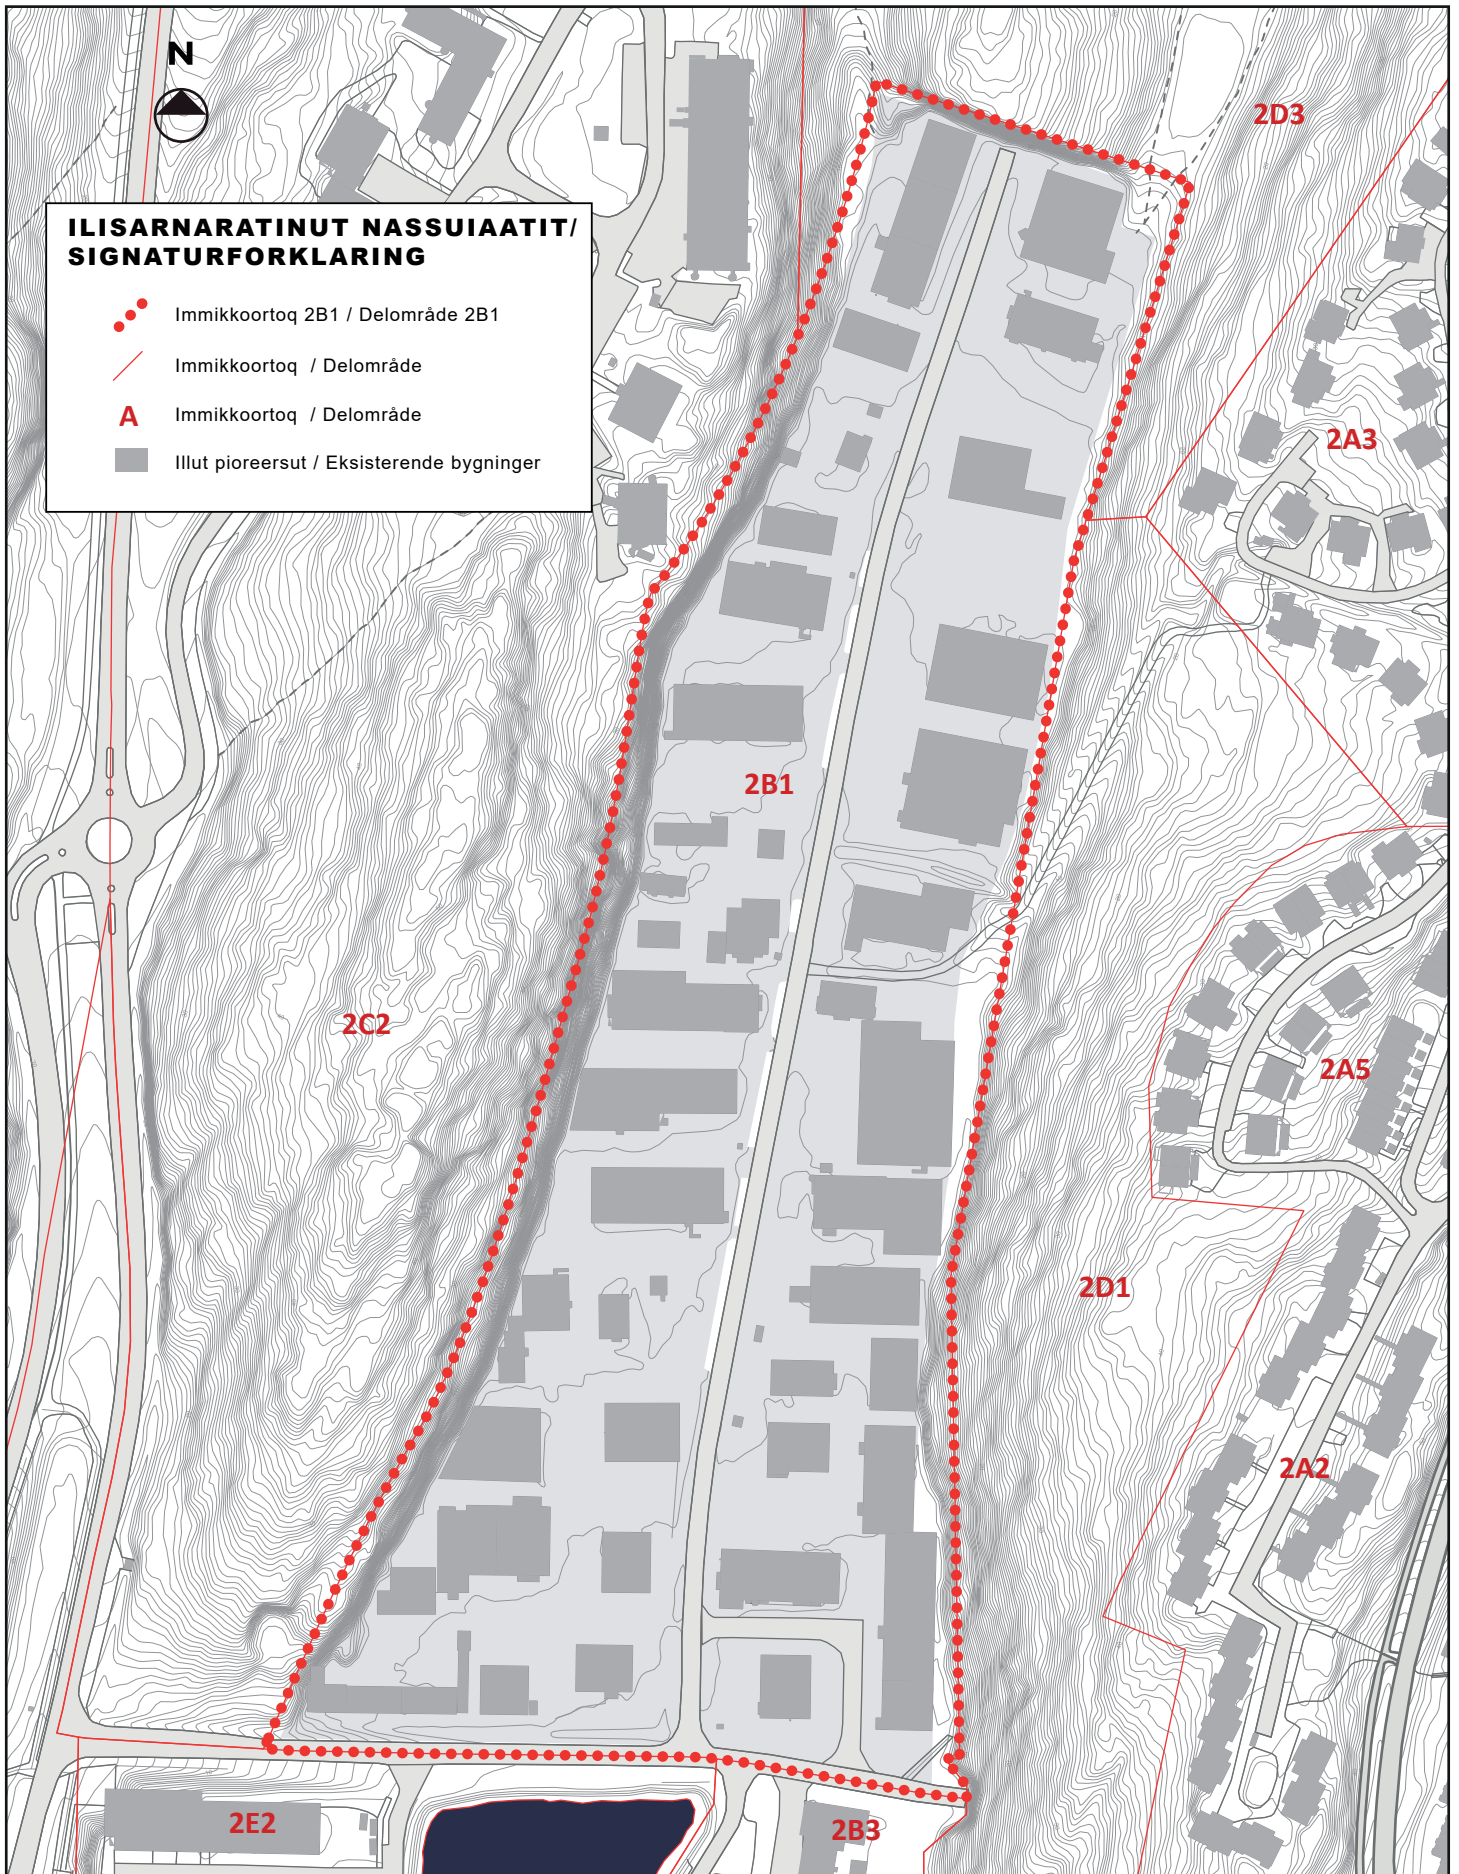 N
2D3
ILISARNARATINUT NASSUIAATIT/
SIGNATURFORKLARING
Immikkoortoq 2B1 / Delområde 2B1
Immikkoortoq / Delområde
A Immikkoortoq / Delområde
Illut pioreersut / Eksisterende bygninger
2A3
2B1
2C2
2A5
2D1
2A2
2E2
2B3